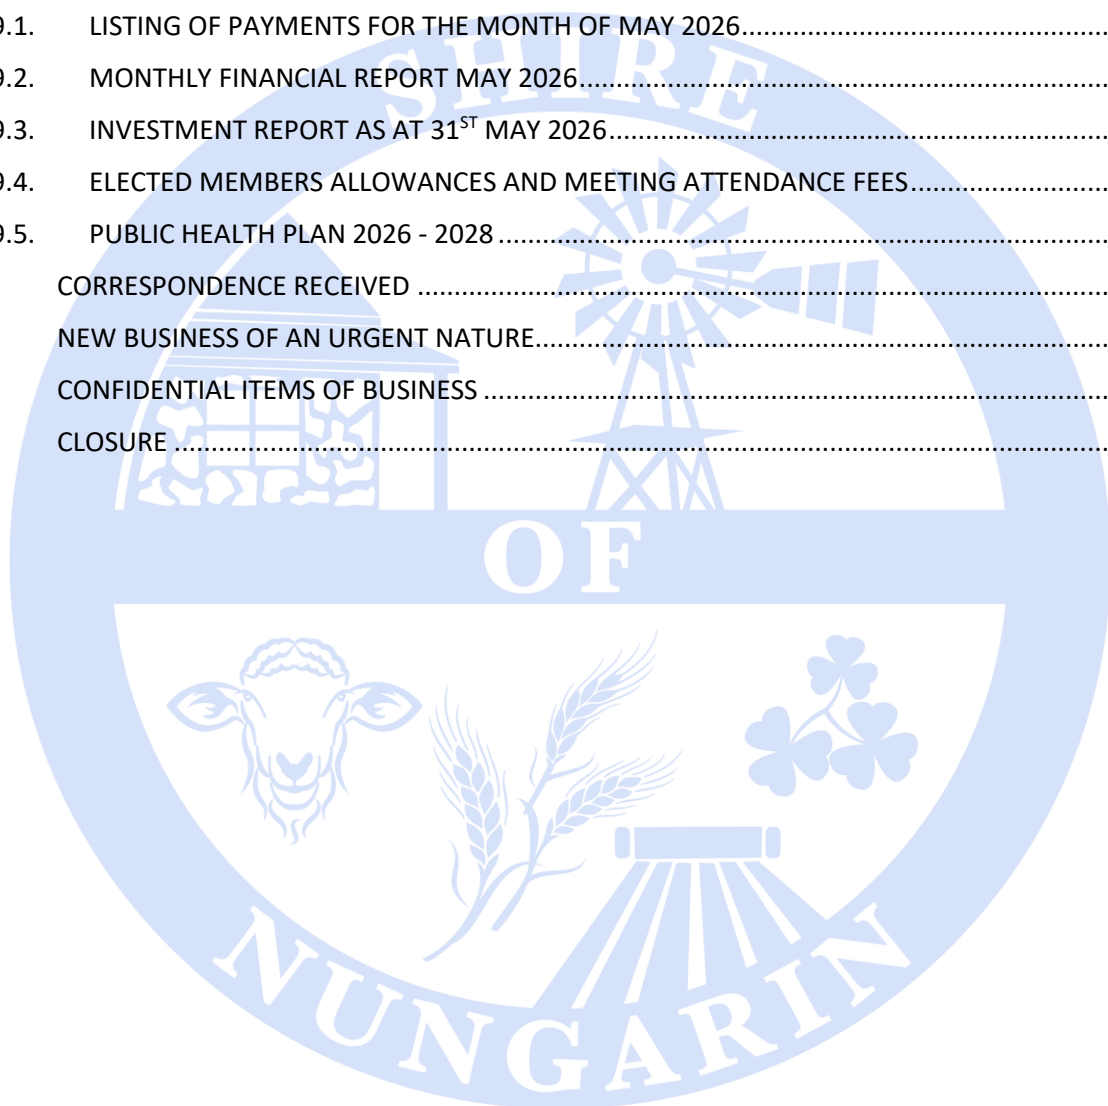 9.1. LISTING OF PAYMENTS FOR THE MONTH OF MAY 2026
9.2. MONTHLY FINANCIAL REPORT MAY 2026
9.3. INVESTMENT REPORT AS AT 31ST MAY 2026
9.4. ELECTED MEMBERS ALLOWANCES AND MEETING ATTENDANCE FEES
9.5. PUBLIC HEALTH PLAN 2026 - 2028
CORRESPONDENCE RECEIVED
NEW BUSINESS OF AN URGENT NATURE
CONFIDENTIAL ITEMS OF BUSINESS
CLOSURE
SHIRE
OF
NUNGARIN